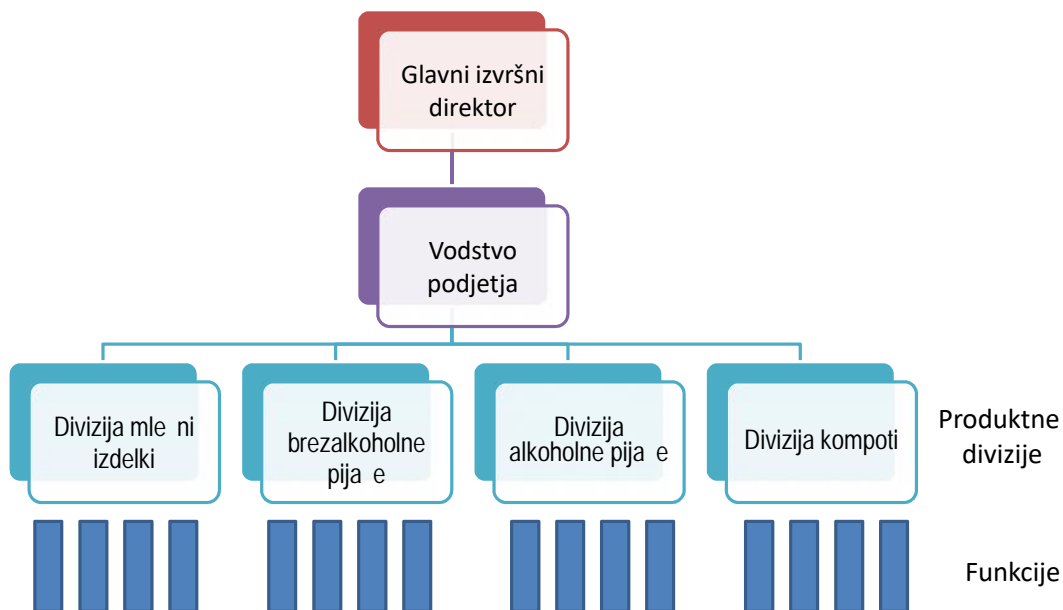 Glavni izvršni
direktor
Vodstvo
podjetja
Divizija mle ni
izdelki
Divizija
brezalkoholne
pija e
Divizija
alkoholne pija e
Divizija kompoti
Produktne
divizije
Funkcije